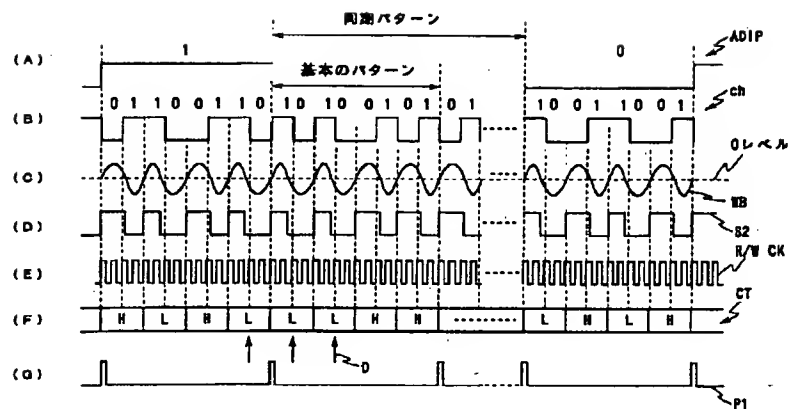 同期パターン
(A) 1 0 ADIP
基本のパターン
0 1 1 0 0 1 1 0 1 0 1 0 0 1 0 1 0 1 1 0 0 1 1 0 0 1 ch
(B)
0レベル
(C)
WB
(D) S2
R/W CK
(E)
CT
(F) H L H L L L H H L H L H
D
(G)
P1